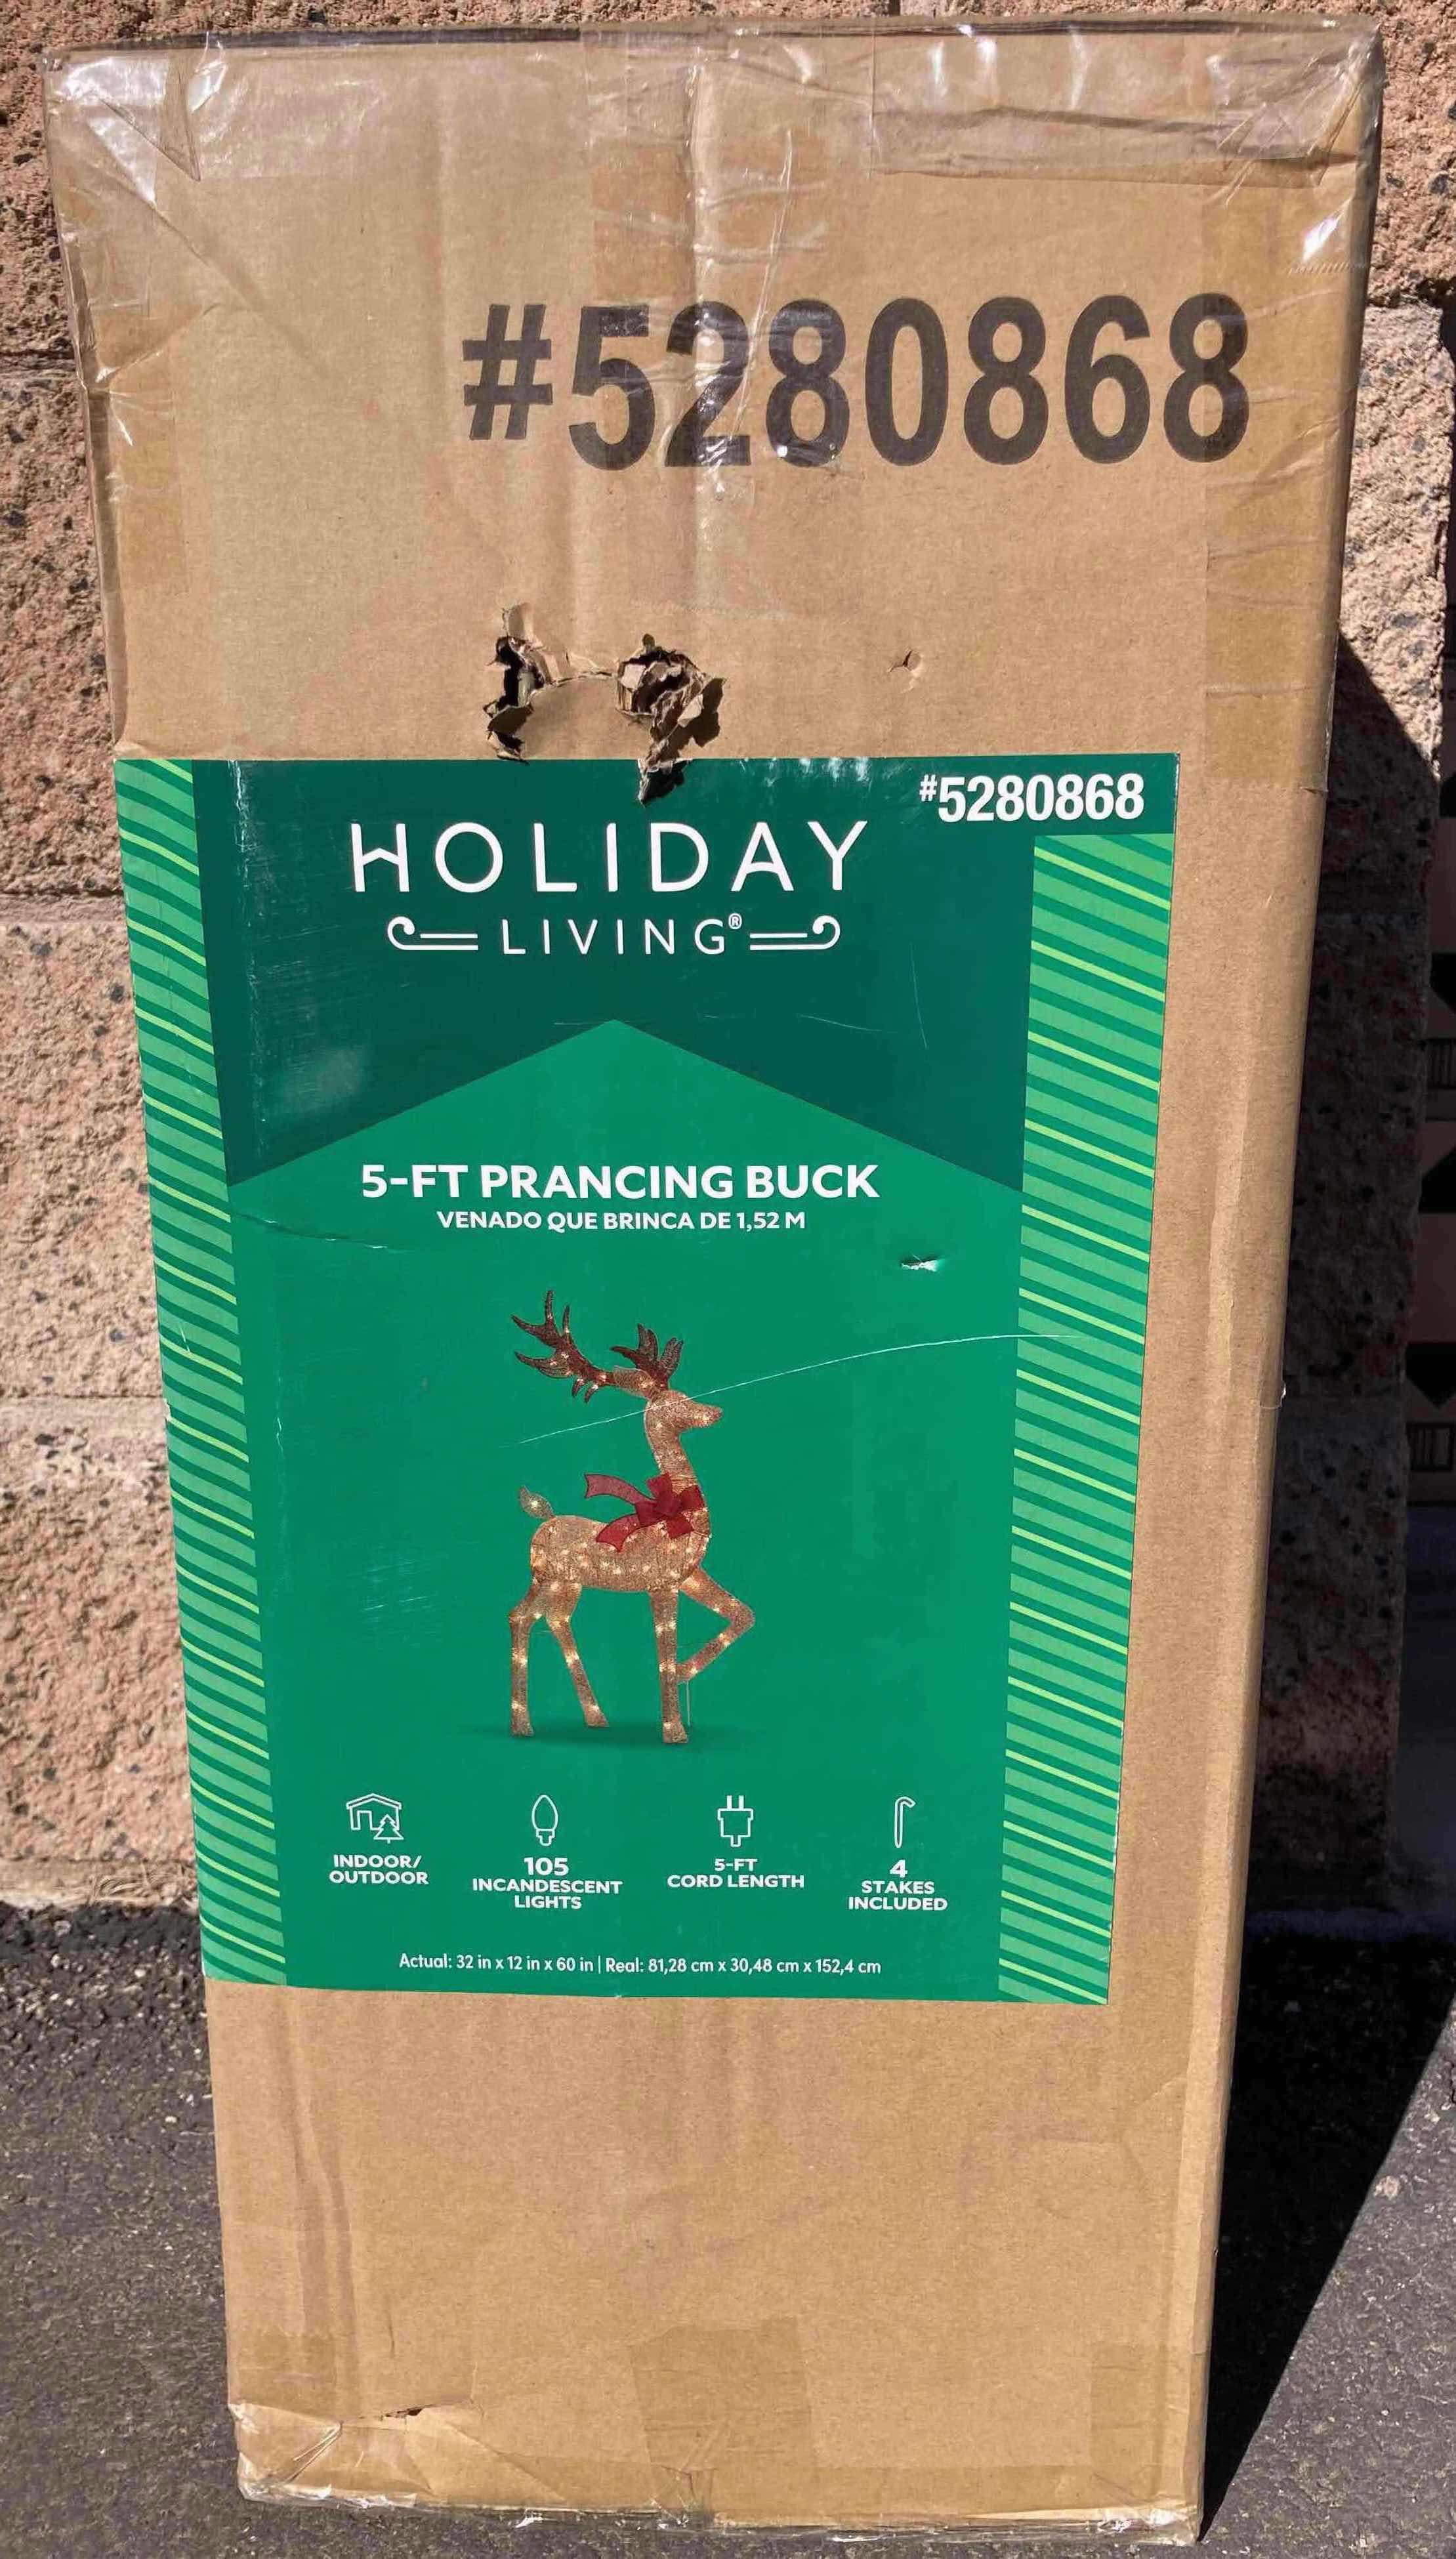 #5280868
#5280868
HOLIDAY
LIVING®
5-FT PRANCING BUCK
VENADO QUE BRINCA DE 1,52 M
INDOOR/
OUTDOOR
105
INCANDESCENT
LIGHTS
5-FT
CORD LENGTH
4
STAKES
INCLUDED
Actual: 32 in x 12 in x 60 in | Real: 81,28 cm x 30,48 cm x 152,4 cm